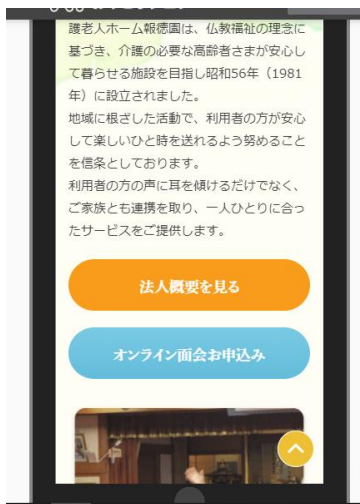 護老人ホーム報徳園は、仏教福祉の理念に
基づき、介護の必要な高齢者さまが安心し
て暮らせる施設を目指し昭和56年（1981
年）に設立されました。
地域に根ざした活動で、利用者の方が安心
して楽しいひと時を送れるよう努めること
を信条としております。
利用者の方の声に耳を傾けるだけでなく、
ご家族とも連携を取り、一人ひとりに合っ
たサービスをご提供します。
法人概要を見る
オンライン面会お申込み